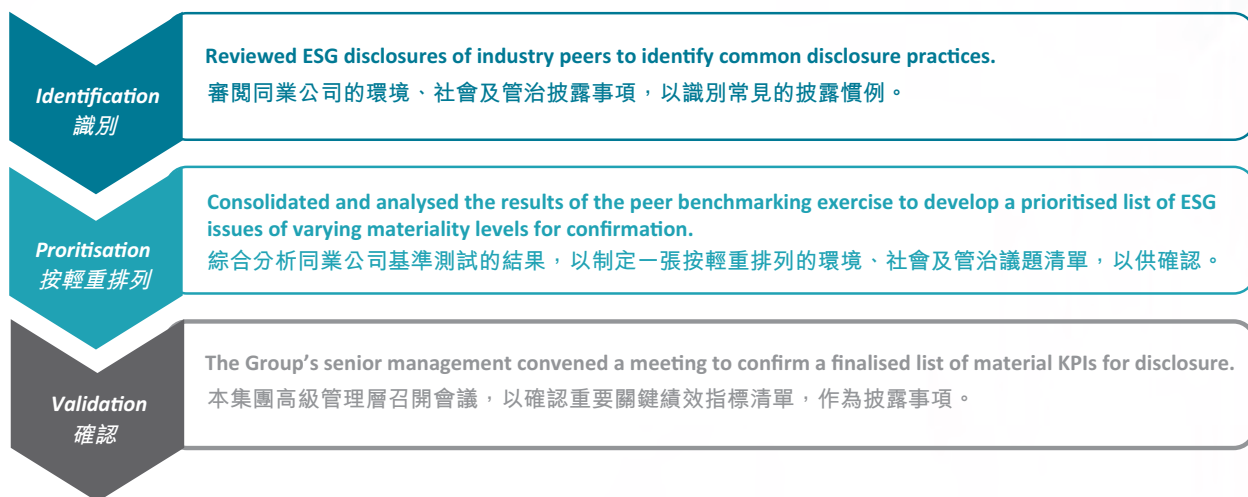 Identification
識別
Reviewed ESG disclosures of industry peers to identify common disclosure practices.
審閱同業公司的環境、社會及管治披露事項，以識別常見的披露慣例。
Proritisation
按輕重排列
Consolidated and analysed the results of the peer benchmarking exercise to develop a prioritised list of ESG
issues of varying materiality levels for confirmation.
綜合分析同業公司基準測試的結果，以制定一張按輕重排列的環境、社會及管治議題清單，以供確認。
Validation
確認
The Group's senior management convened a meeting to confirm a finalised list of material KPIs for disclosure.
本集團高級管理層召開會議，以確認重要關鍵績效指標清單，作為披露事項。